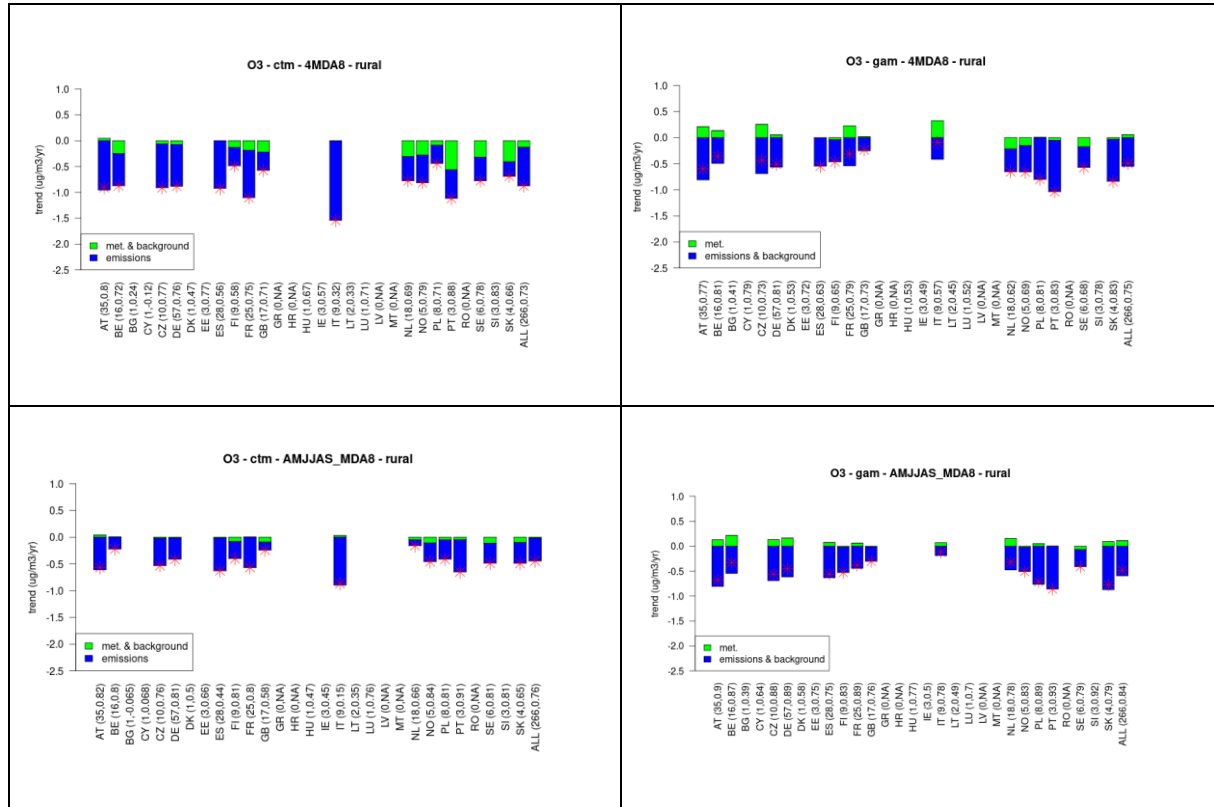 O3 - ctm - 4MDA8 - rural
trend (ug/m3/yr)
1.0
0.5
0.0
-0.5
-1.0
-1.5
-2.0
-2.5
met. & background
emissions
AT (35,0.8)
BE (16,0.72)
BG (1,0.24)
CY (1,-0.12)
CZ (10,0.77)
DE (57,0.76)
DK (1,0.47)
EE (3,0.77)
ES (28,0.56)
FI (9,0.58)
FR (25,0.75)
GB (17,0.71)
GR (0,NA)
HR (0,NA)
HU (1,0.67)
IE (3,0.57)
IT (9,0.32)
LT (2,0.33)
LU (1,0.71)
LV (0,NA)
MT (0,NA)
NL (18,0.69)
NO (5,0.79)
PL (8,0.71)
PT (3,0.88)
RO (0,NA)
SE (6,0.78)
SI (3,0.83)
SK (4,0.66)
ALL (266,0.73)
O3 - gam - 4MDA8 - rural
trend (ug/m3/yr)
1.0
0.5
0.0
-0.5
-1.0
-1.5
-2.0
-2.5
met.
emissions & background
AT (35,0.77)
BE (16,0.81)
BG (1,0.41)
CY (1,0.79)
CZ (10,0.73)
DE (57,0.81)
DK (1,0.53)
EE (3,0.72)
ES (28,0.63)
FI (9,0.65)
FR (25,0.79)
GB (17,0.73)
GR (0,NA)
HR (0,NA)
HU (1,0.53)
IE (3,0.49)
IT (9,0.57)
LT (2,0.45)
LU (1,0.52)
LV (0,NA)
MT (0,NA)
NL (18,0.62)
NO (5,0.69)
PL (8,0.81)
PT (3,0.83)
RO (0,NA)
SE (6,0.68)
SI (3,0.78)
SK (4,0.83)
ALL (266,0.75)
O3 - ctm - AMJJAS_MDA8 - rural
trend (ug/m3/yr)
1.0
0.5
0.0
-0.5
-1.0
-1.5
-2.0
-2.5
met. & background
emissions
AT (35,0.82)
BE (16,0.8)
BG (1,-0.065)
CY (1,0.068)
CZ (10,0.76)
DE (57,0.81)
DK (1,0.5)
EE (3,0.66)
ES (28,0.44)
FI (9,0.81)
FR (25,0.8)
GB (17,0.58)
GR (0,NA)
HR (0,NA)
HU (1,0.47)
IE (3,0.45)
IT (9,0.15)
LT (2,0.35)
LU (1,0.76)
LV (0,NA)
MT (0,NA)
NL (18,0.66)
NO (5,0.84)
PL (8,0.81)
PT (3,0.91)
RO (0,NA)
SE (6,0.81)
SI (3,0.81)
SK (4,0.65)
ALL (266,0.76)
O3 - gam - AMJJAS_MDA8 - rural
trend (ug/m3/yr)
1.0
0.5
0.0
-0.5
-1.0
-1.5
-2.0
-2.5
met.
emissions & background
AT (35,0.9)
BE (16,0.87)
BG (1,0.39)
CY (1,0.64)
CZ (10,0.88)
DE (57,0.89)
DK (1,0.58)
EE (3,0.75)
ES (28,0.75)
FI (9,0.83)
FR (25,0.89)
GB (17,0.76)
GR (0,NA)
HR (0,NA)
HU (1,0.77)
IE (3,0.5)
IT (9,0.78)
LT (2,0.49)
LU (1,0.7)
LV (0,NA)
MT (0,NA)
NL (18,0.78)
NO (5,0.83)
PL (8,0.89)
PT (3,0.93)
RO (0,NA)
SE (6,0.79)
SI (3,0.92)
SK (4,0.79)
ALL (266,0.84)